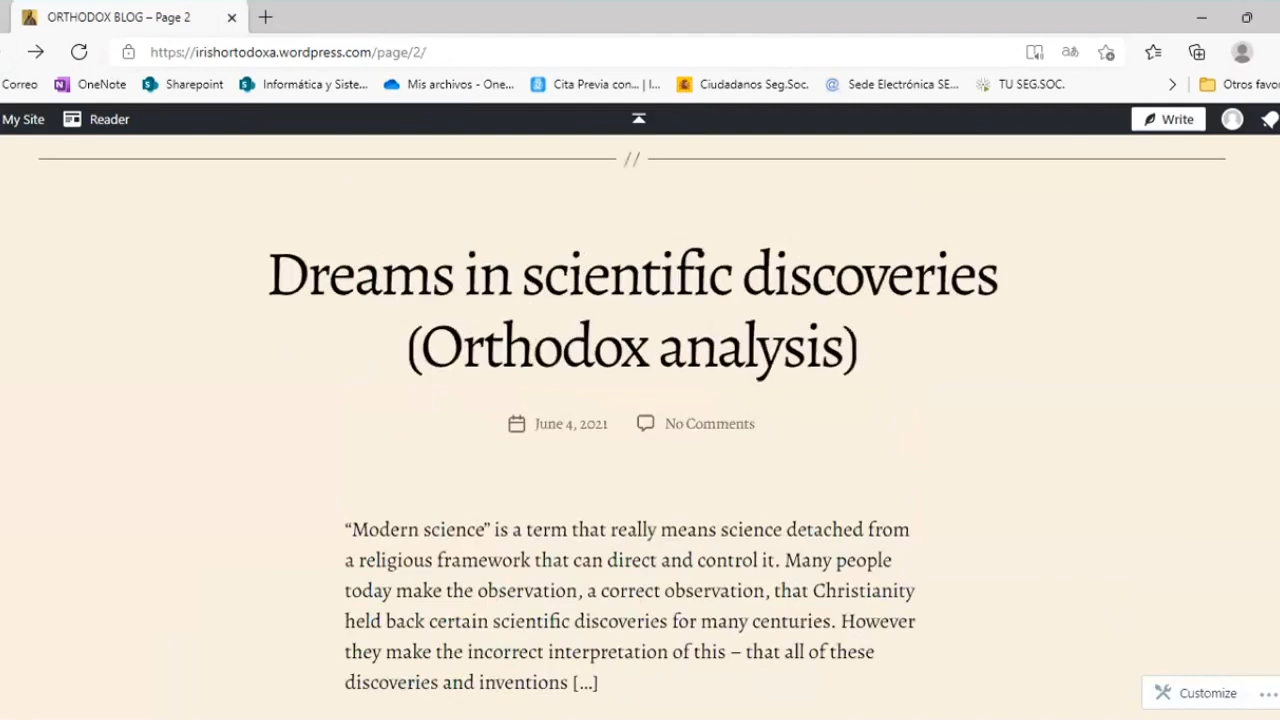 ORTHODOX BLOG – Page 2
https://irishortodoxa.wordpress.com/page/2/
Correo OneNote Sharepoint Informática y Siste... Mis archivos - One... Cita Previa con... | I... Ciudadanos Seg.Soc. Sede Electrónica SE... TU SEG.SOC. Otros favo
My Site Reader Write
//
Dreams in scientific discoveries
(Orthodox analysis)
June 4, 2021 No Comments
“Modern science” is a term that really means science detached from
a religious framework that can direct and control it. Many people
today make the observation, a correct observation, that Christianity
held back certain scientific discoveries for many centuries. However
they make the incorrect interpretation of this – that all of these
discoveries and inventions [...]
Customize